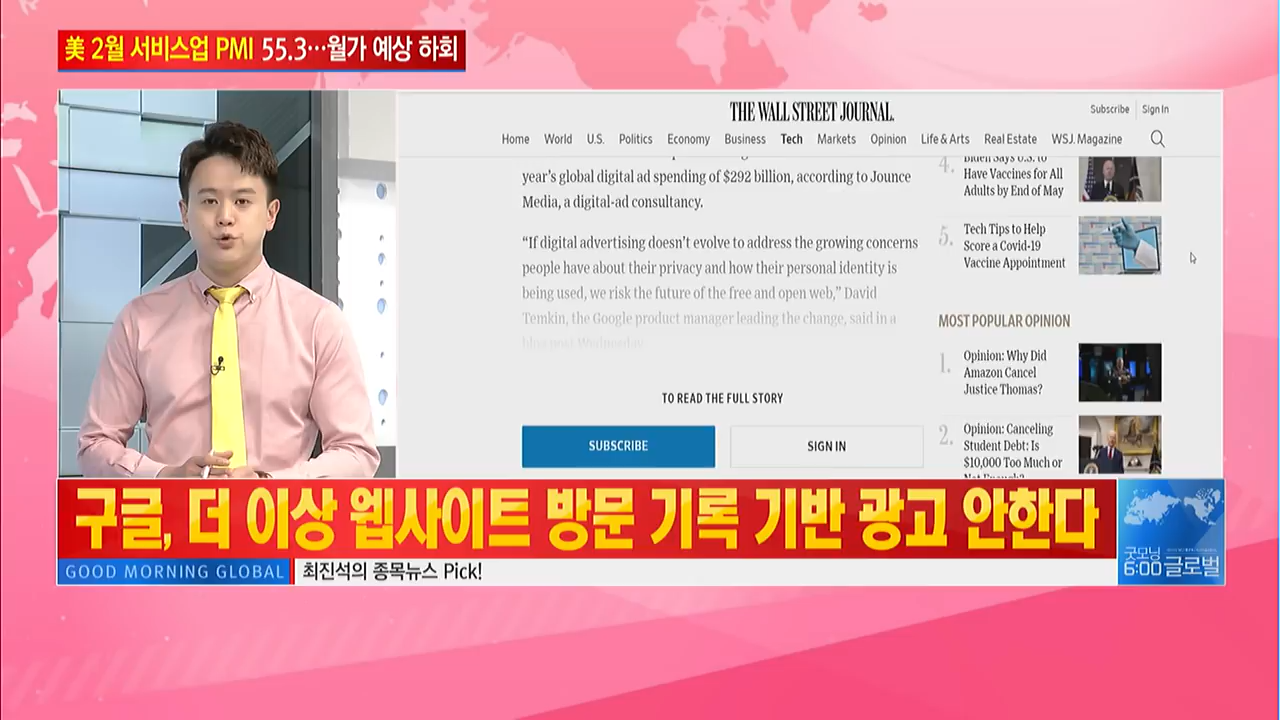 美 2월 서비스업 PMI 55.3…월가 예상 하회
THE WALL STREET JOURNAL.
Subscribe Sign In
Home World U.S. Politics Economy Business Tech Markets Opinion Life & Arts Real Estate WSJ. Magazine
year's global digital ad spending of $292 billion, according to Jounce
Media, a digital-ad consultancy.
“If digital advertising doesn't evolve to address the growing concerns
people have about their privacy and how their personal identity is
being used, we risk the future of the free and open web,” David
Temkin, the Google product manager leading the change, said in a
blog post Wednesday.
TO READ THE FULL STORY
SUBSCRIBE
SIGN IN
4. Biden Says U.S. to
Have Vaccines for All
Adults by End of May
5. Tech Tips to Help
Score a Covid-19
Vaccine Appointment
MOST POPULAR OPINION
1. Opinion: Why Did
Amazon Cancel
Justice Thomas?
2. Opinion: Canceling
Student Debt: Is
$10,000 Too Much or
Not Enough?
구글, 더 이상 웹사이트 방문 기록 기반 광고 안한다
GOOD MORNING GLOBAL
최진석의 종목뉴스 Pick!
굿모닝
6:00 글로벌